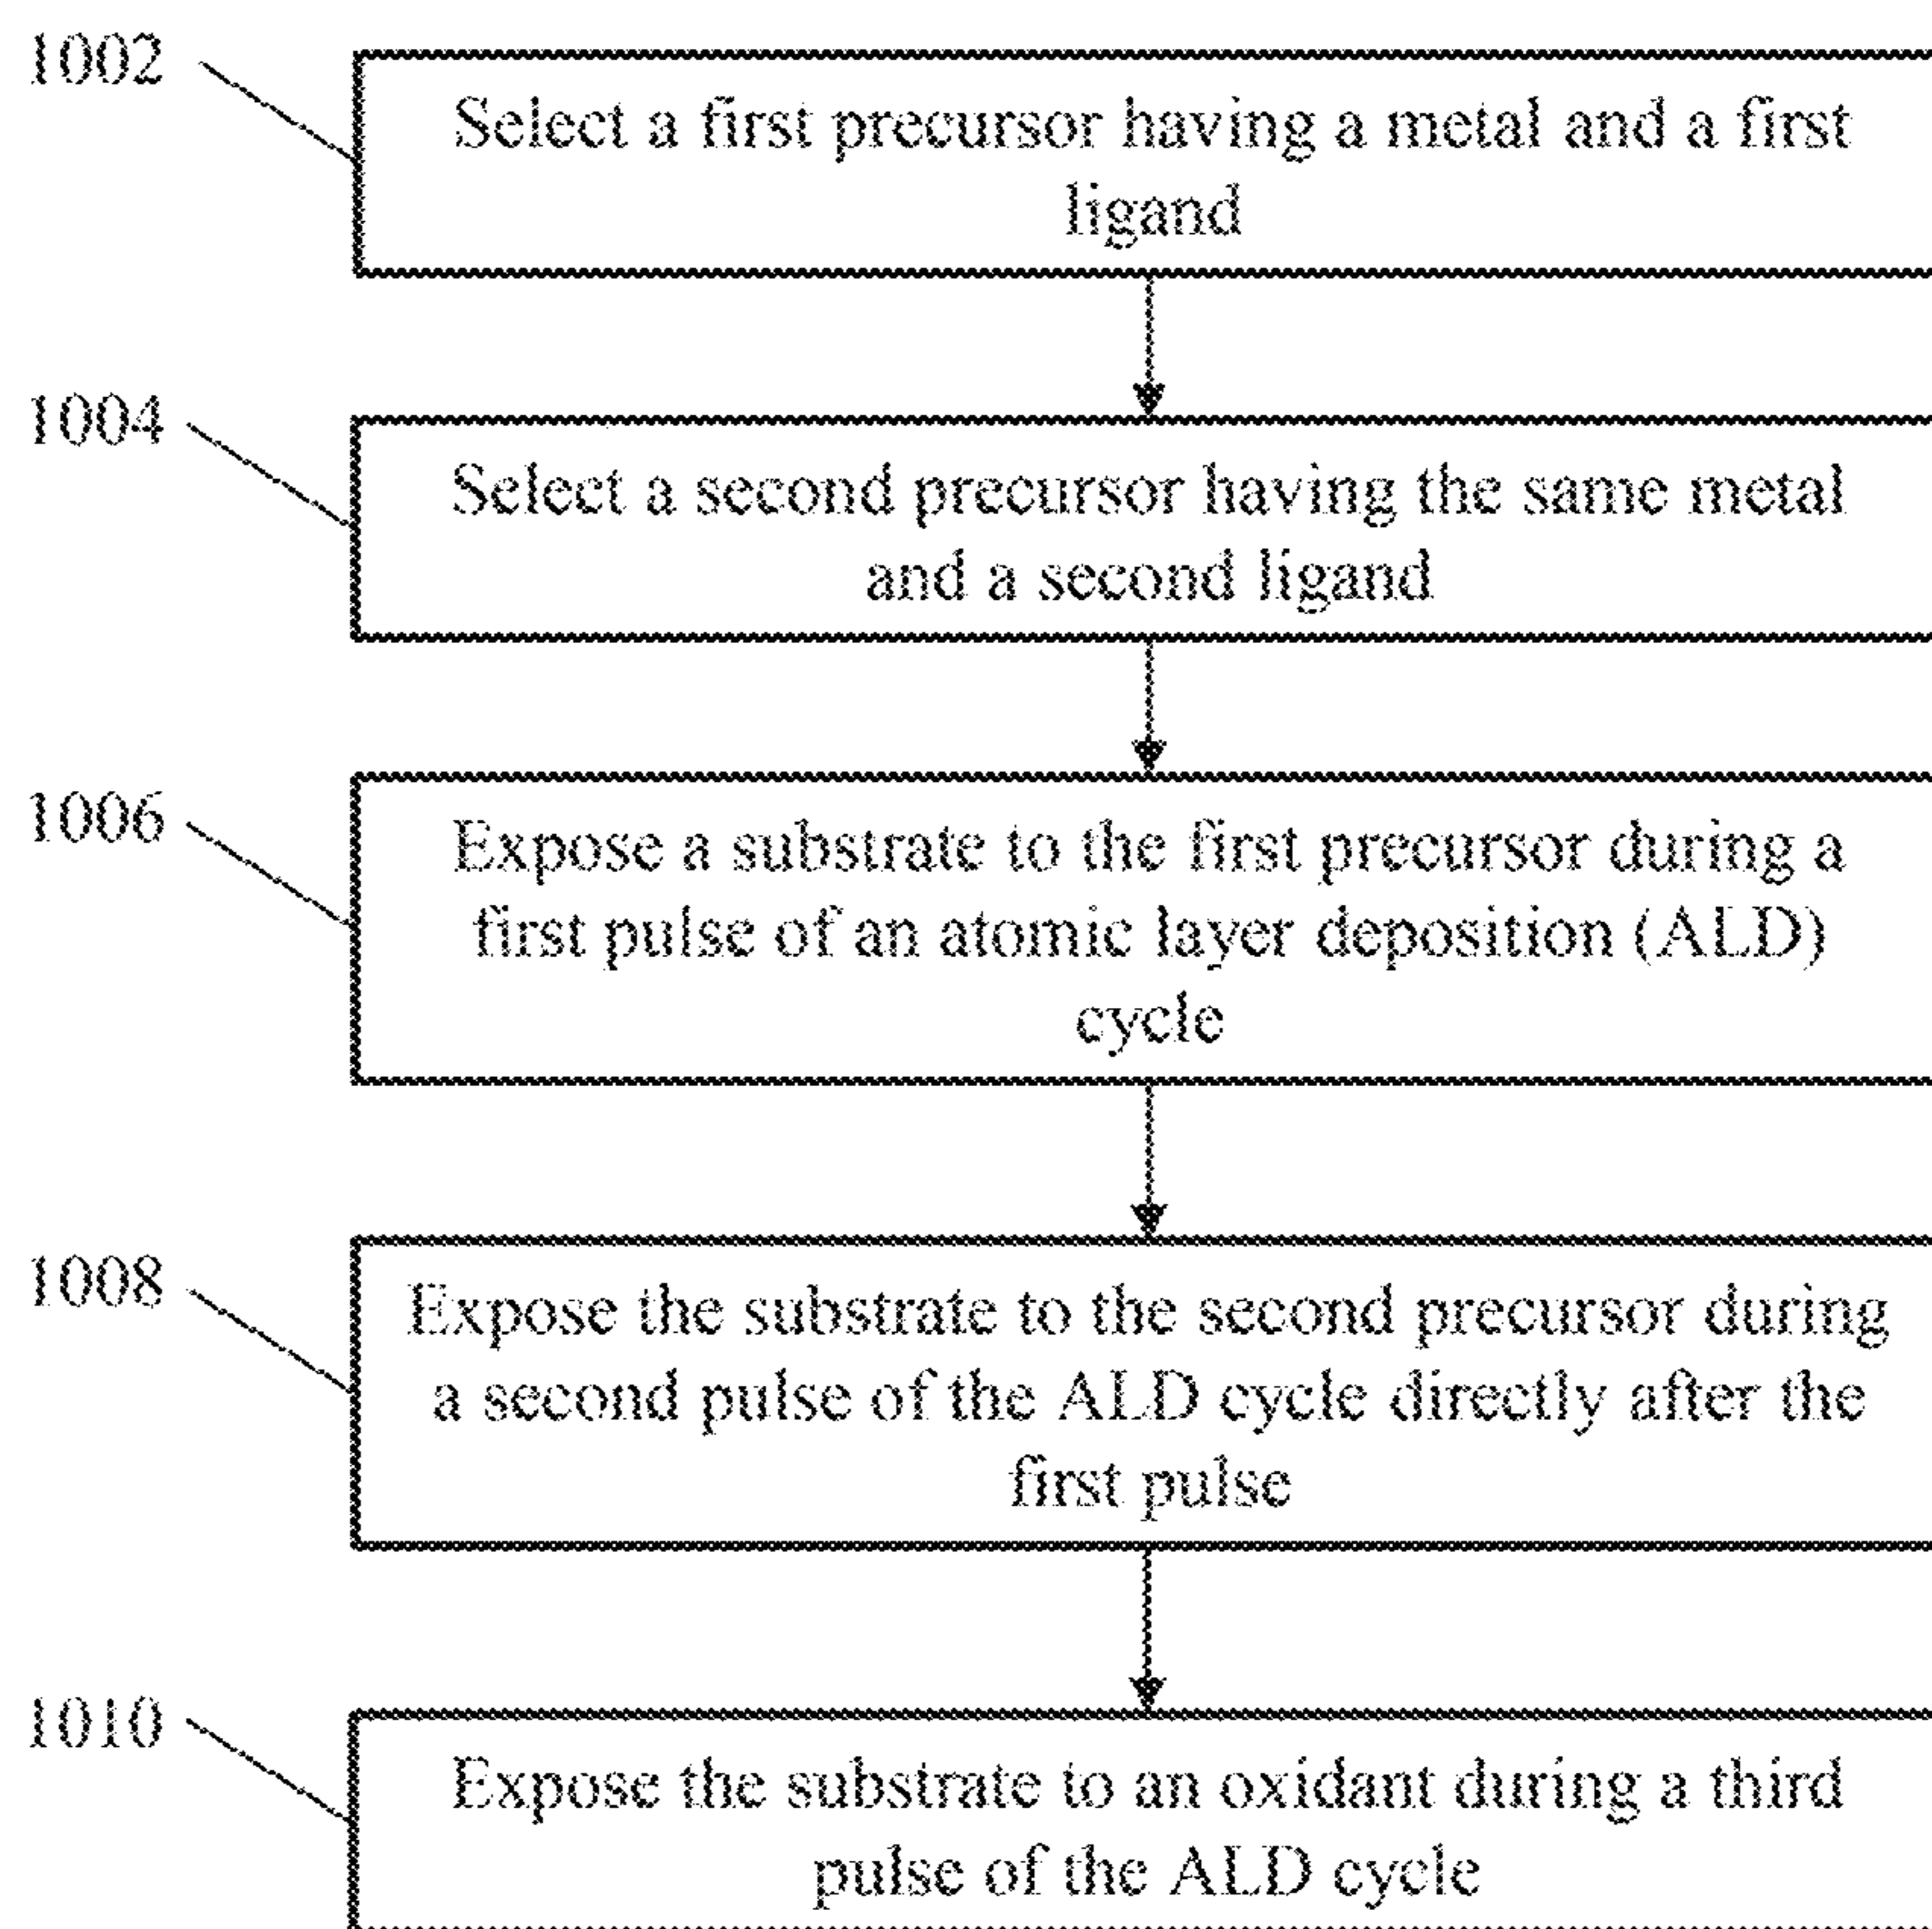 1002
Select a first precursor having a metal and a first
ligand
1004
Select a second precursor having the same metal
and a second ligand
1006
Expose a substrate to the first precursor during a
first pulse of an atomic layer deposition (ALD)
cycle
1008
Expose the substrate to the second precursor during
a second pulse of the ALD cycle directly after the
first pulse
1010
Expose the substrate to an oxidant during a third
pulse of the ALD cycle